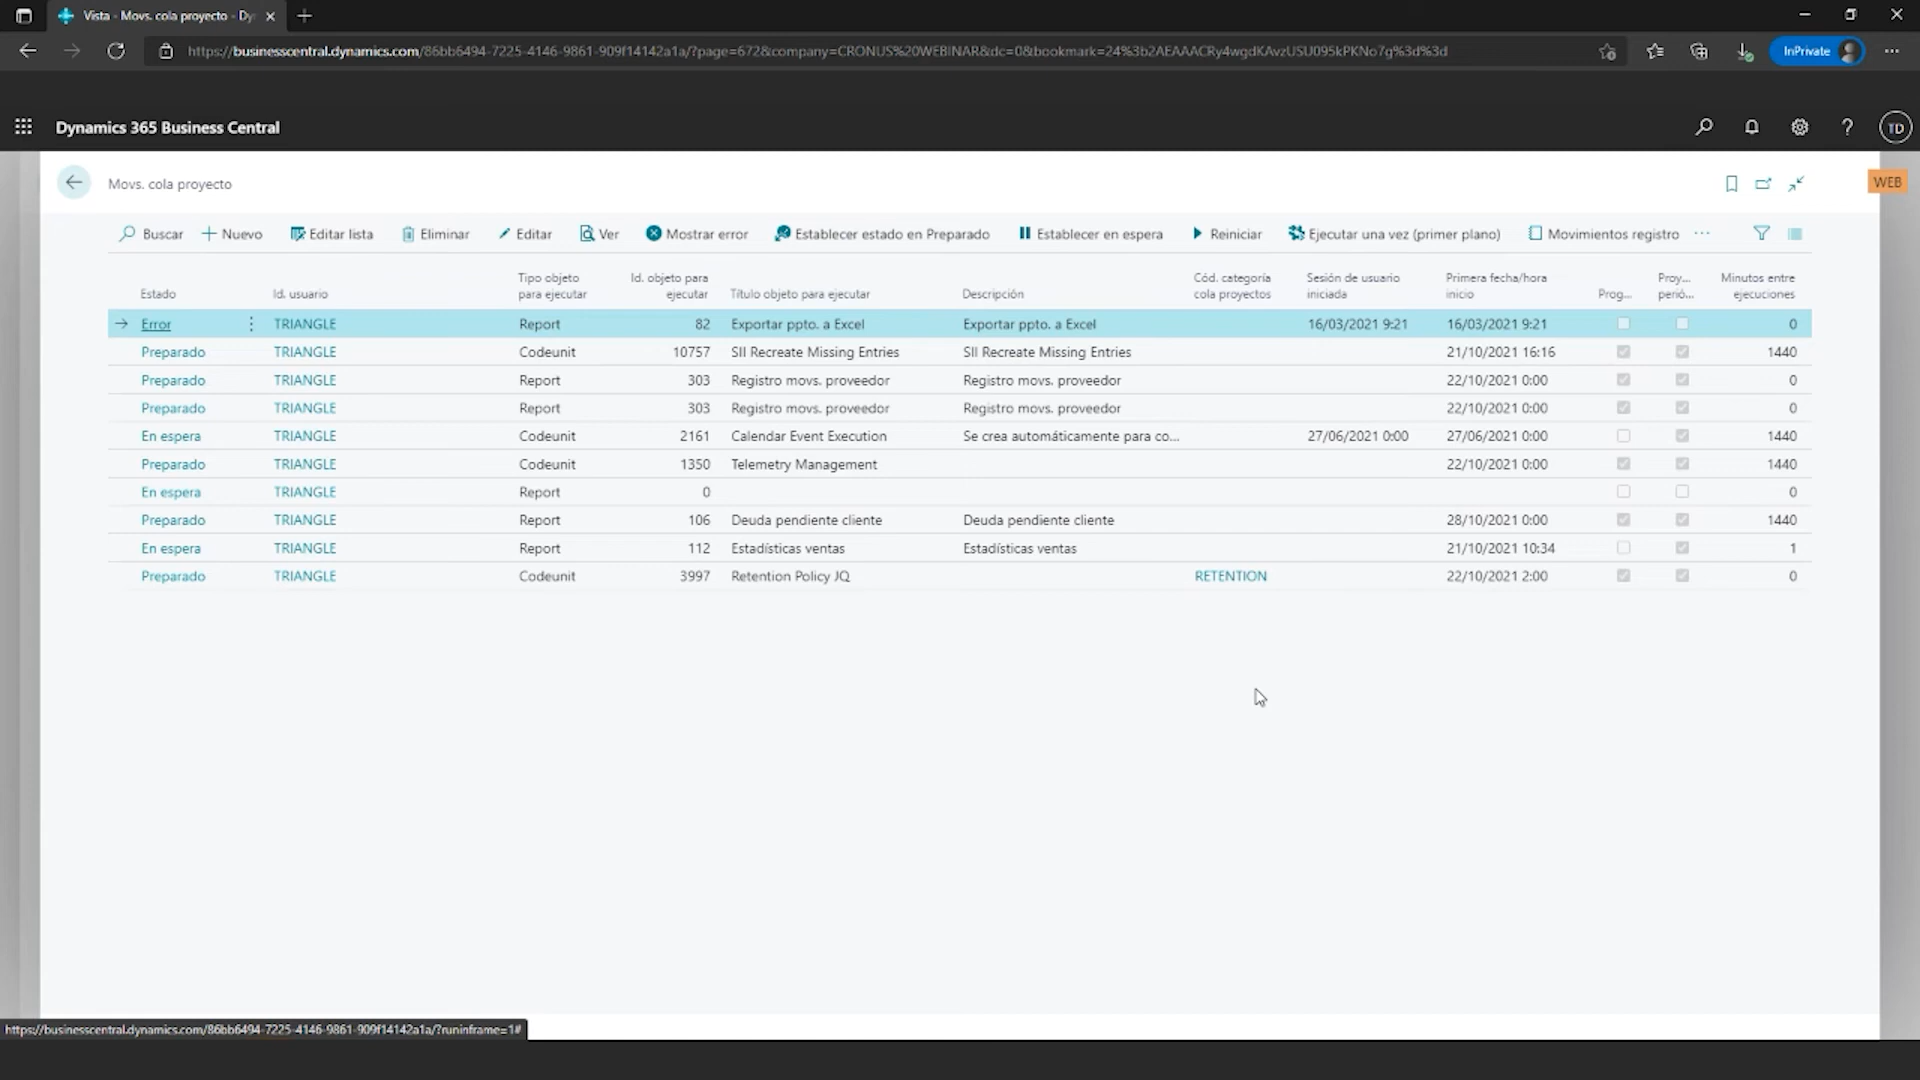 Vista - Movs. cola proyecto - Dy
https://businesscentral.dynamics.com/86bb6494-7225-4146-9861-909f14142a1a/?page=672&company=CRONUS%20WEBINAR&dc=0&bookmark=24%3b2AEAAACRy4wgdKAvzUSU095kPKNo7g%3d%3d
InPrivate
Dynamics 365 Business Central
TD
Movs. cola proyecto
WEB
Buscar Nuevo Editar lista Eliminar Editar Ver Mostrar error Establecer estado en Preparado Establecer en espera Reiniciar Ejecutar una vez (primer plano) Movimientos registro ...
Estado Id. usuario Tipo objeto para ejecutar Id. objeto para ejecutar Título objeto para ejecutar Descripción Cód. categoría cola proyectos Sesión de usuario iniciada Primera fecha/hora inicio Prog... Proy... perió... Minutos entre ejecuciones
Error TRIANGLE Report 82 Exportar ppto. a Excel Exportar ppto. a Excel 16/03/2021 9:21 16/03/2021 9:21 0
Preparado TRIANGLE Codeunit 10757 SII Recreate Missing Entries SII Recreate Missing Entries 21/10/2021 16:16 1440
Preparado TRIANGLE Report 303 Registro movs. proveedor Registro movs. proveedor 22/10/2021 0:00 0
Preparado TRIANGLE Report 303 Registro movs. proveedor Registro movs. proveedor 22/10/2021 0:00 0
En espera TRIANGLE Codeunit 2161 Calendar Event Execution Se crea automáticamente para co... 27/06/2021 0:00 27/06/2021 0:00 1440
Preparado TRIANGLE Codeunit 1350 Telemetry Management 22/10/2021 0:00 1440
En espera TRIANGLE Report 0 0
Preparado TRIANGLE Report 106 Deuda pendiente cliente Deuda pendiente cliente 28/10/2021 0:00 1440
En espera TRIANGLE Report 112 Estadísticas ventas Estadísticas ventas 21/10/2021 10:34 1
Preparado TRIANGLE Codeunit 3997 Retention Policy JQ RETENTION 22/10/2021 2:00 0
https://businesscentral.dynamics.com/86bb6494-7225-4146-9861-909f14142a1a/?runinframe=1#